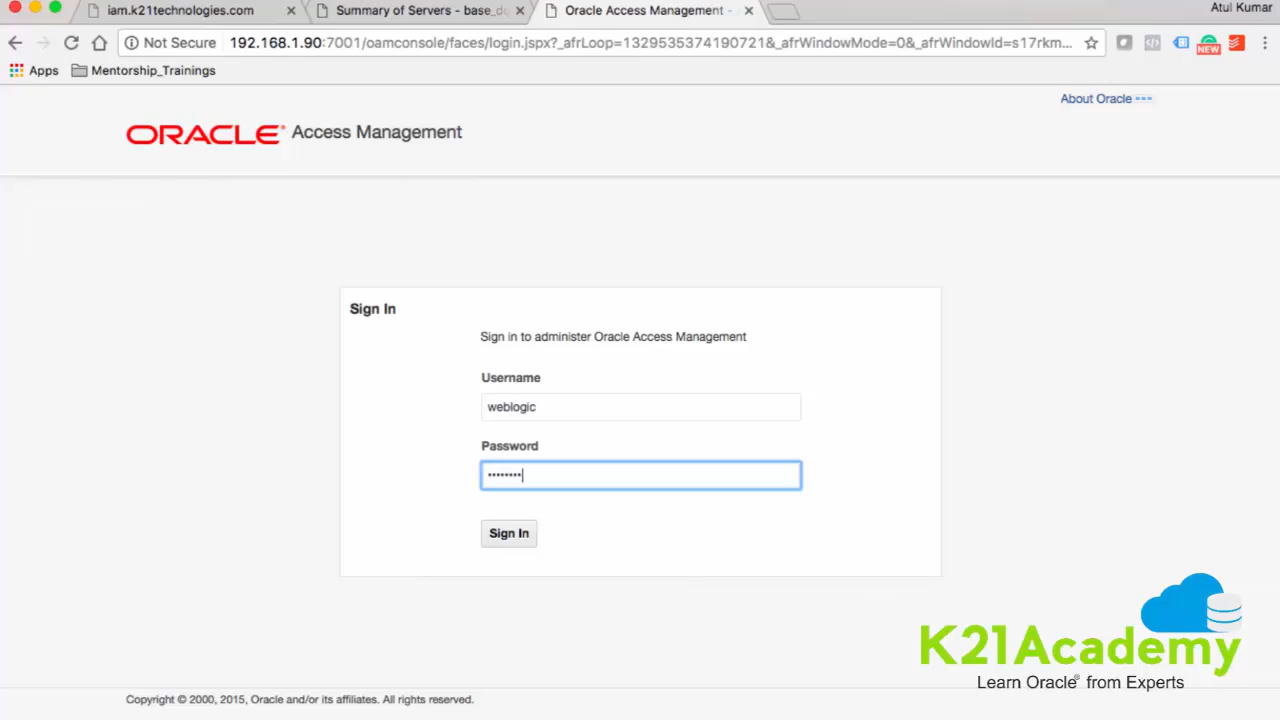 iam.k21technologies.com
Summary of Servers - base_do
Oracle Access Management -
Atul Kumar
Not Secure
192.168.1.90:7001/oamconsole/faces/login.jspx?_afrLoop=1329535374190721&_afrWindowMode=0&_afrWindowId=s17rkm...
NEW
Apps
Mentorship_Trainings
About Oracle
ORACLE® Access Management
Sign In
Sign in to administer Oracle Access Management
Username
weblogic
Password
••••••••
Sign In
K21Academy
Learn Oracle® from Experts
Copyright © 2000, 2015, Oracle and/or its affiliates. All rights reserved.